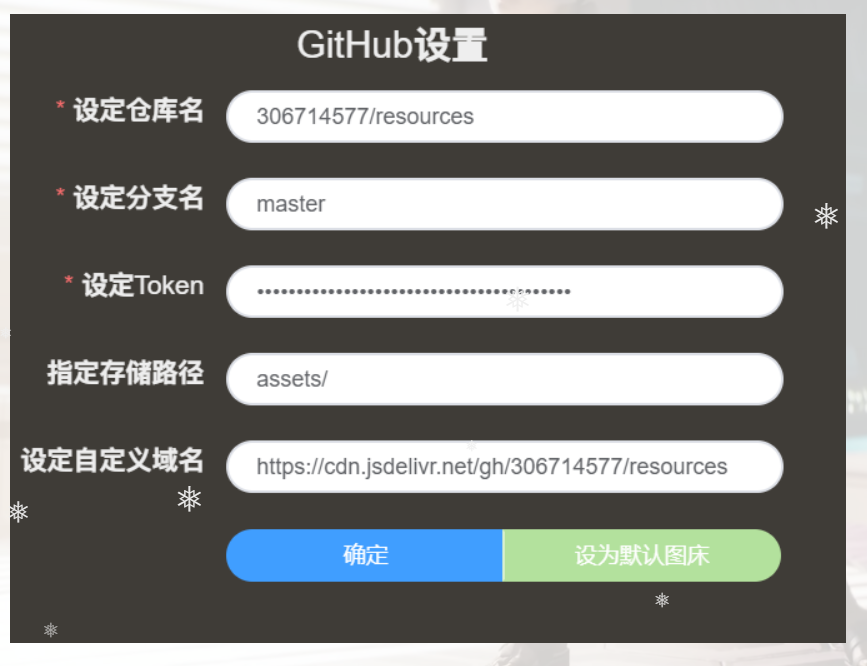 GitHub设置
* 设定仓库名
306714577/resources
* 设定分支名
master
* 设定Token
••••••••••••••••••••••••••••••••••••••••
指定存储路径
assets/
设定自定义域名
https://cdn.jsdelivr.net/gh/306714577/resources
确定
设为默认图床